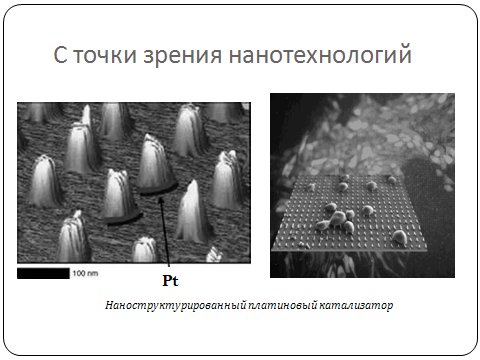 С точки зрения нанотехнологий
100 nm
Pt
Наноструктурированный платиновый катализатор